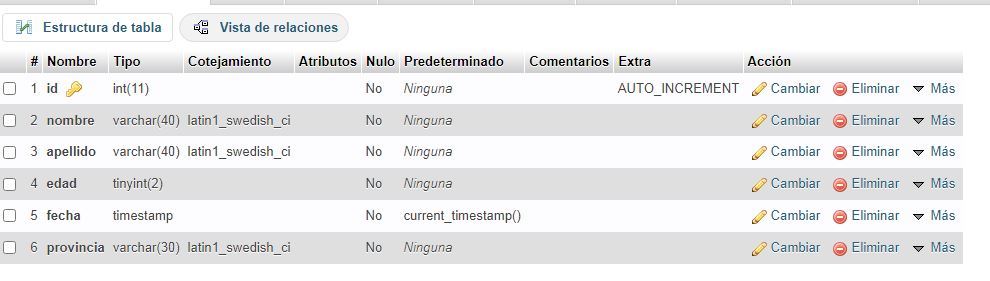 Estructura de tabla Vista de relaciones
# Nombre Tipo Cotejamiento Atributos Nulo Predeterminado Comentarios Extra Acción
1 id int(11) No Ninguna AUTO_INCREMENT Cambiar Eliminar Más
2 nombre varchar(40) latin1_swedish_ci No Ninguna Cambiar Eliminar Más
3 apellido varchar(40) latin1_swedish_ci No Ninguna Cambiar Eliminar Más
4 edad tinyint(2) No Ninguna Cambiar Eliminar Más
5 fecha timestamp No current_timestamp() Cambiar Eliminar Más
6 provincia varchar(30) latin1_swedish_ci No Ninguna Cambiar Eliminar Más